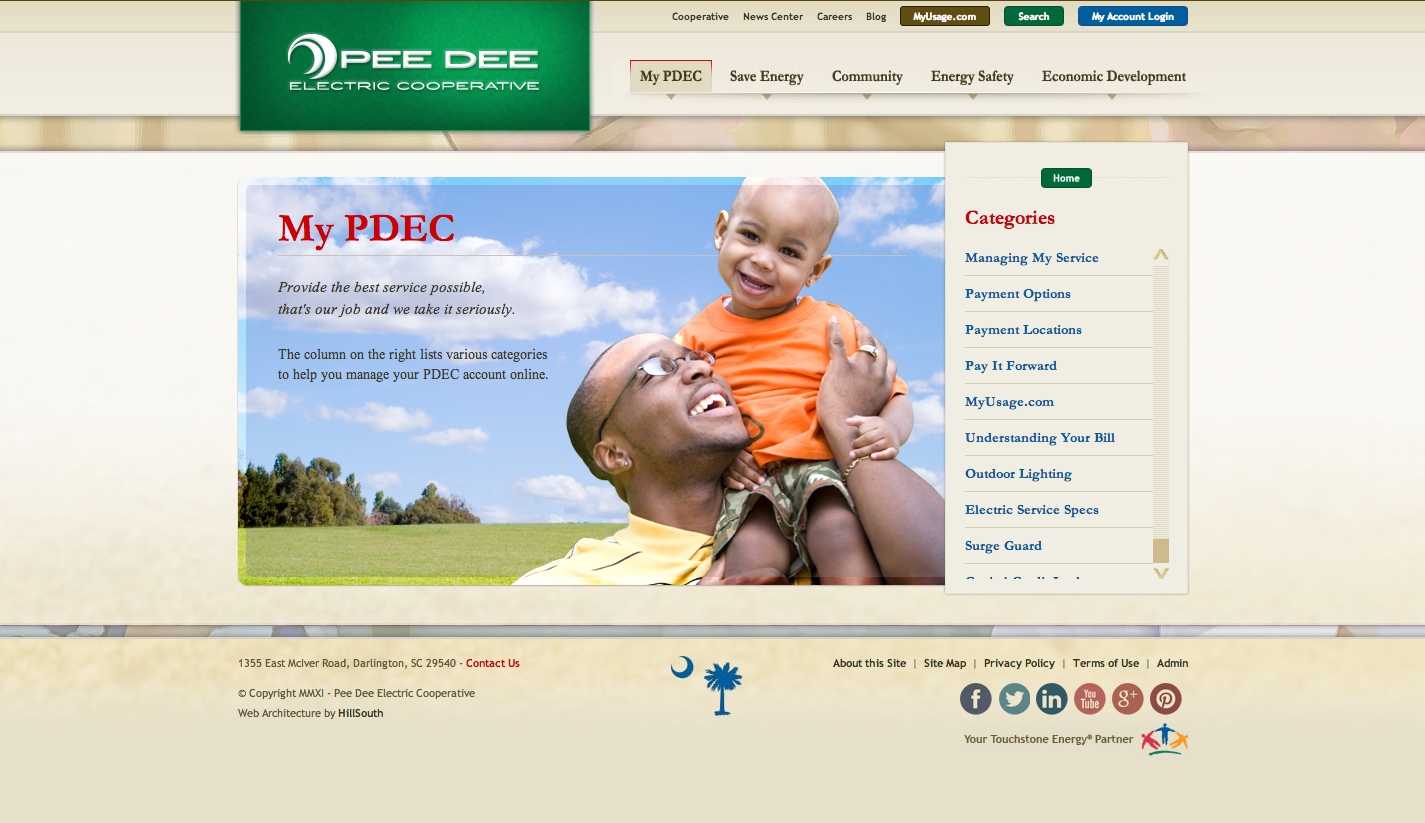 Cooperative News Center Careers Blog MyUsage.com Search My Account Login
PEE DEE
ELECTRIC COOPERATIVE
My PDEC Save Energy Community Energy Safety Economic Development
Home
My PDEC
Provide the best service possible,
that's our job and we take it seriously.
The column on the right lists various categories
to help you manage your PDEC account online.
Categories
Managing My Service
Payment Options
Payment Locations
Pay It Forward
MyUsage.com
Understanding Your Bill
Outdoor Lighting
Electric Service Specs
Surge Guard
1355 East McIver Road, Darlington, SC 29540 - Contact Us
© Copyright MMXI - Pee Dee Electric Cooperative
Web Architecture by HillSouth
About this Site | Site Map | Privacy Policy | Terms of Use | Admin
f in You Tube g+
Your Touchstone Energy® Partner